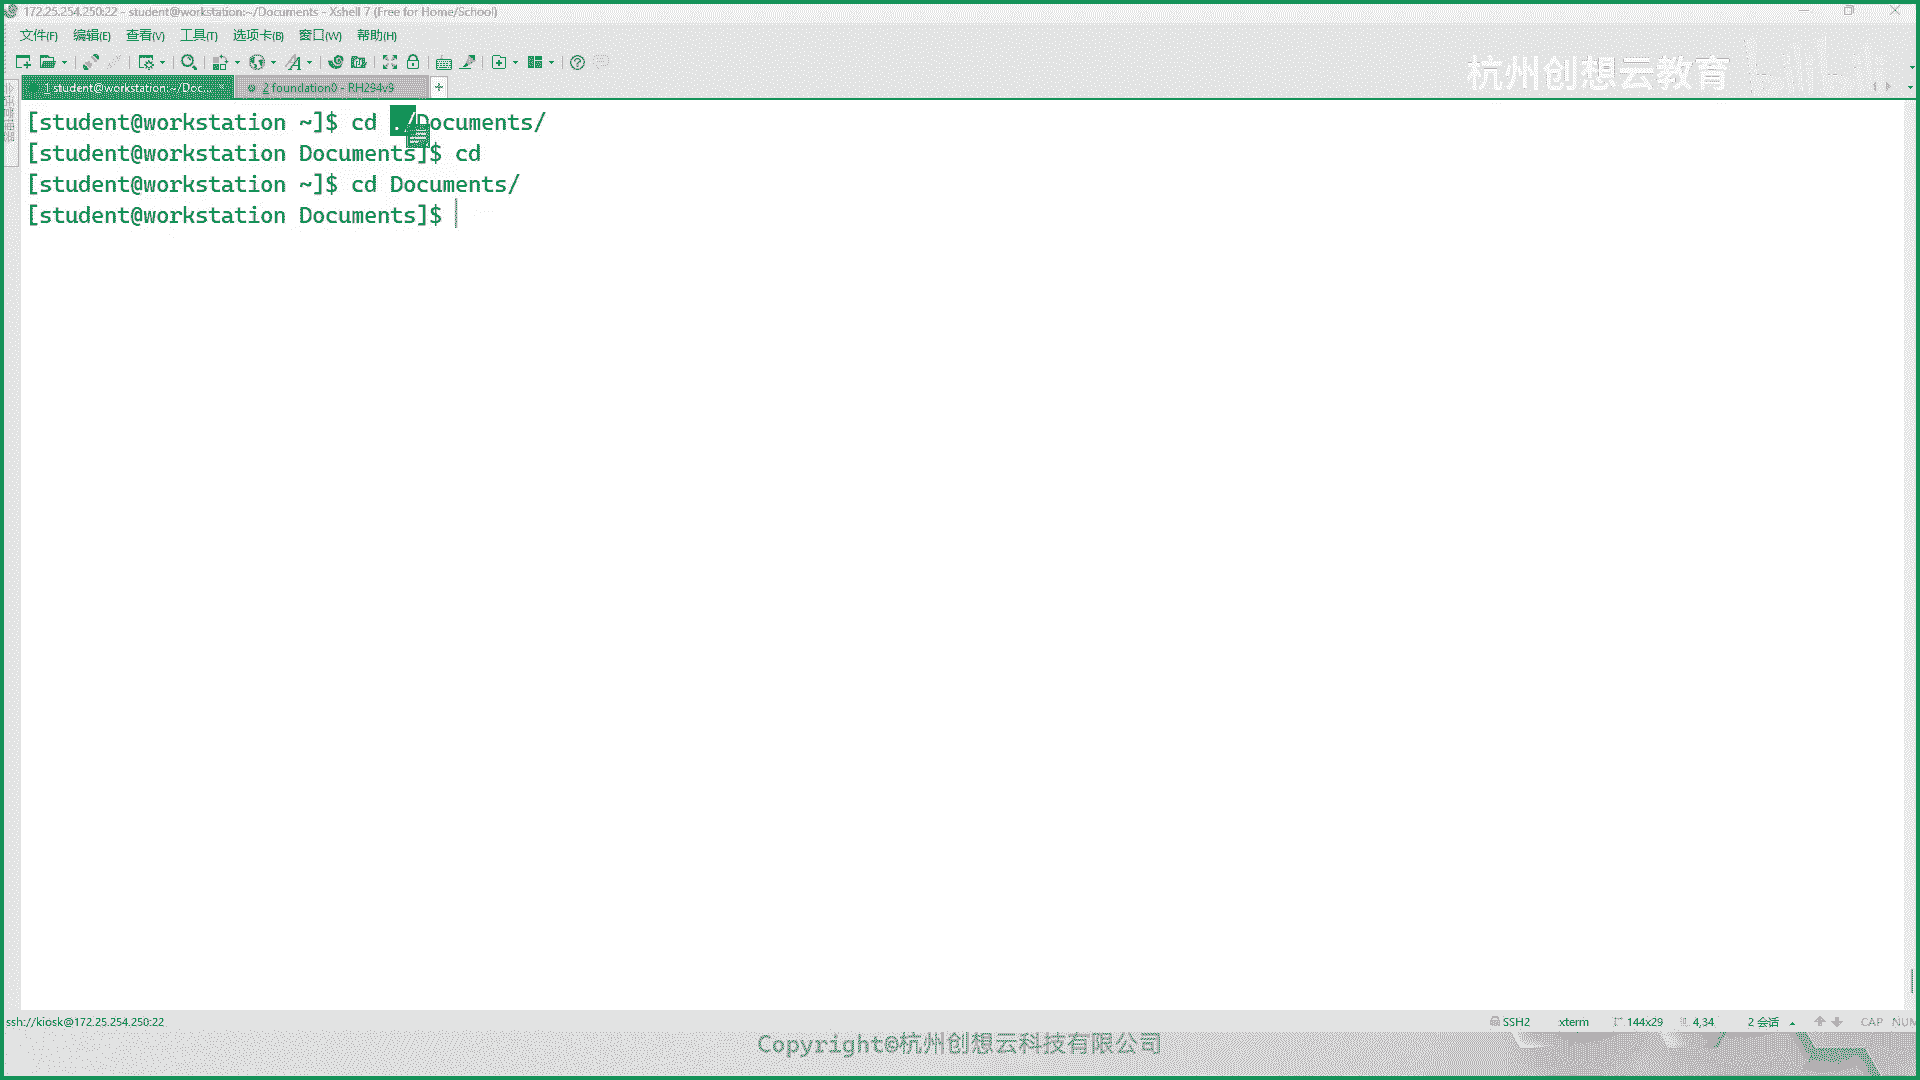 172.25.254.250:22 - student@workstation:~/Documents - Xshell 7 (Free for Home/School)
文件(F) 编辑(E) 查看(V) 工具(T) 选项卡(B) 窗口(W) 帮助(H)
杭州创想云教育
1 student@workstation:~/Doc... 2 foundation0 - RH294v9
[student@workstation ~]$ cd ./Documents/
[student@workstation Documents]$ cd
[student@workstation ~]$ cd Documents/
[student@workstation Documents]$
ssh://kiosk@172.25.254.250:22 SSH2 xterm 144x29 4,34 2 会话 CAP NUM
Copyright©杭州创想云科技有限公司